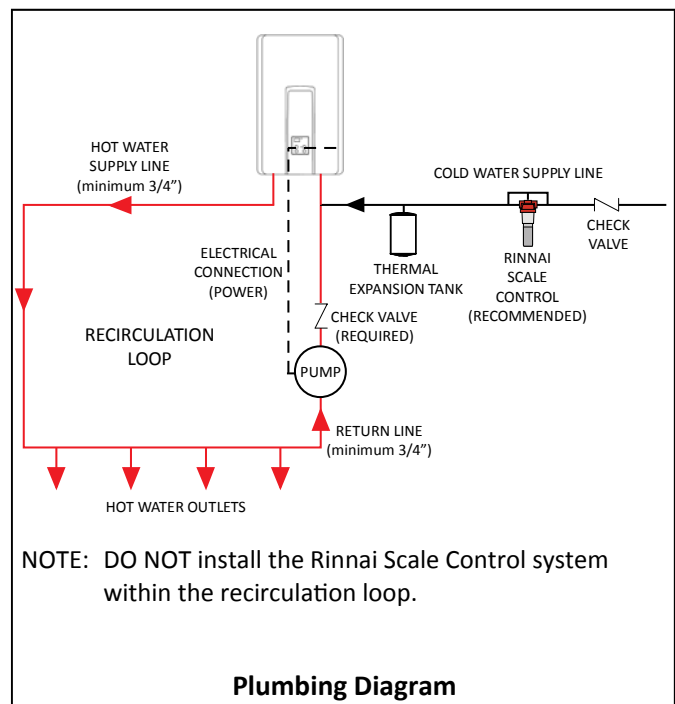 HOT WATER
SUPPLY LINE
(minimum 3/4”)
COLD WATER SUPPLY LINE
CHECK
VALVE
ELECTRICAL
CONNECTION
(POWER)
THERMAL
EXPANSION TANK
RINNAI
SCALE
CONTROL
(RECOMMENDED)
CHECK VALVE
(REQUIRED)
RECIRCULATION
LOOP
PUMP
RETURN LINE
(minimum 3/4”)
HOT WATER OUTLETS
NOTE: DO NOT install the Rinnai Scale Control system
within the recirculation loop.
Plumbing Diagram